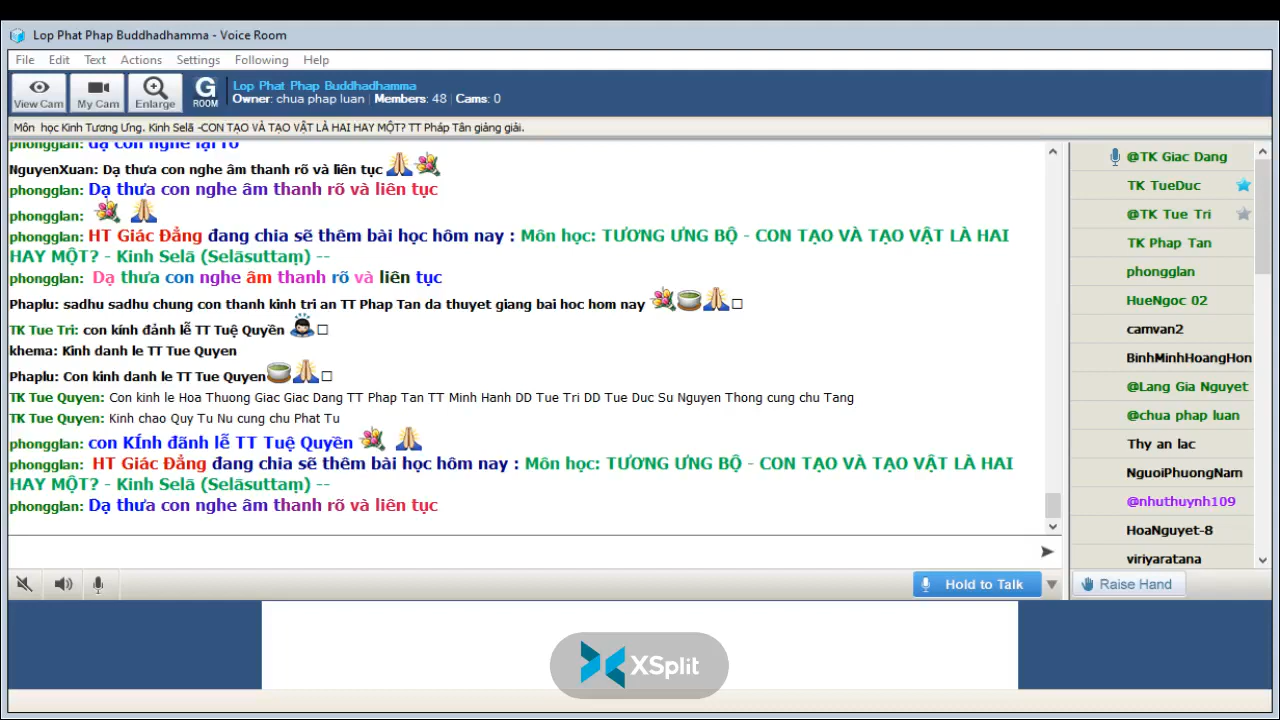 Lop Phat Phap Buddhadhamma - Voice Room
File Edit Text Actions Settings Following Help
View Cam My Cam Enlarge G ROOM
Lop Phat Phap Buddhadhamma
Owner: chua phap luan | Members: 48 | Cams: 0
Môn học Kinh Tương Ưng. Kinh Selā -CON TẠO VÀ TẠO VẬT LÀ HAI HAY MỘT? TT Pháp Tân giảng giải.
phongglan: dạ con nghe lại rõ
NguyenXuan: Dạ thưa con nghe âm thanh rõ và liên tục
phongglan: Dạ thưa con nghe âm thanh rõ và liên tục
phongglan:
phongglan: HT Giác Đẳng đang chia sẽ thêm bài học hôm nay : Môn học: TƯƠNG ƯNG BỘ - CON TẠO VÀ TẠO VẬT LÀ HAI
HAY MỘT? - Kinh Selā (Selāsuttaṃ) --
phongglan: Dạ thưa con nghe âm thanh rõ và liên tục
Phaplu: sadhu sadhu chung con thanh kinh tri an TT Phap Tan da thuyet giang bai hoc hom nay
TK Tue Tri: con kính đảnh lễ TT Tuệ Quyền
khema: Kinh danh le TT Tue Quyen
Phaplu: Con kinh danh le TT Tue Quyen
TK Tue Quyen: Con kinh le Hoa Thuong Giac Giac Dang TT Phap Tan TT Minh Hanh DD Tue Tri DD Tue Duc Su Nguyen Thong cung chu Tang
TK Tue Quyen: Kinh chao Quy Tu Nu cung chu Phat Tu
phongglan: con KÍnh đãnh lễ TT Tuệ Quyền
phongglan: HT Giác Đẳng đang chia sẽ thêm bài học hôm nay : Môn học: TƯƠNG ƯNG BỘ - CON TẠO VÀ TẠO VẬT LÀ HAI
HAY MỘT? - Kinh Selā (Selāsuttaṃ) --
phongglan: Dạ thưa con nghe âm thanh rõ và liên tục
@TK Giac Dang
TK TueDuc
@TK Tue Tri
TK Phap Tan
phongglan
HueNgoc 02
camvan2
BinhMinhHoangHon
@Lang Gia Nguyet
@chua phap luan
Thy an lac
NguoiPhuongNam
@nhuthuynh109
HoaNguyet-8
viriyaratana
Hold to Talk
Raise Hand
XSplit